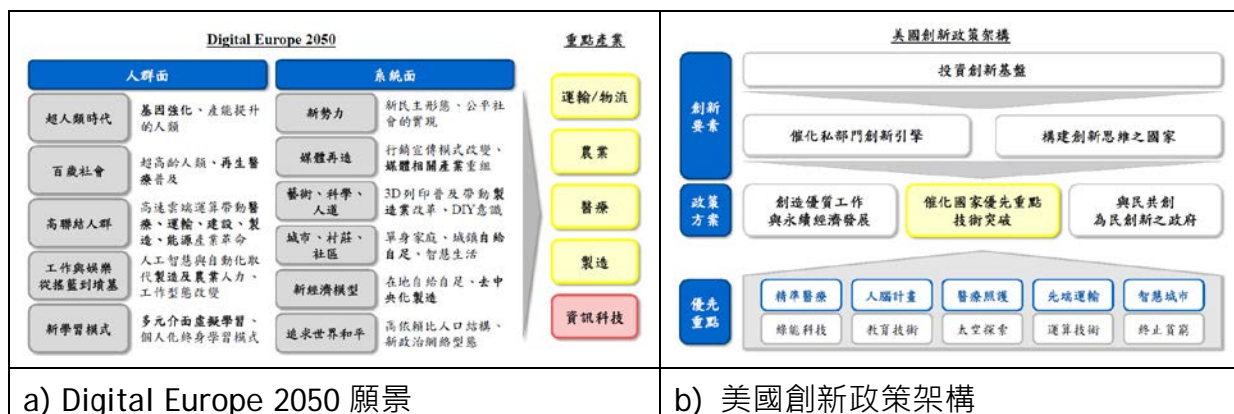 Digital Europe 2050
重點產業
人群面
系統面
超人類時代
基因強化、產能提升
的人類
百歲社會
超高齡人類、再生醫
療普及
高聯結人群
高速雲端運算帶動醫
療、運輸、建設、製
造、能源產業革命
工作與娛樂
從搖籃到墳墓
人工智慧與自動化取
代製造及農業人力、
工作型態改變
新學習模式
多元介面虛擬學習、
個人化終身學習模式
新勢力
新民主形態、公平社
會的實現
媒體再造
行銷宣傳模式改變、
媒體相關產業重組
藝術、科學、
人道
3D列印普及帶動製
造業改革、DIY意識
城市、村莊、
社區
單身家庭、城鎮自給
自足、智慧生活
新經濟模型
在地自給自足、去中
央化製造
追求世界和平
高依賴比人口結構、
新政治網絡型態
運輸/物流
農業
醫療
製造
資訊科技
a) Digital Europe 2050 願景
美國創新政策架構
創新
要素
投資創新基盤
催化私部門創新引擎
構建創新思維之國家
政策
方案
創造優質工作
與永續經濟發展
催化國家優先重點
技術突破
與民共創
為民創新之政府
優先
重點
精準醫療
人腦計畫
醫療照護
先端運輸
智慧城市
綠能科技
教育技術
太空探索
運算技術
終止貧窮
b) 美國創新政策架構